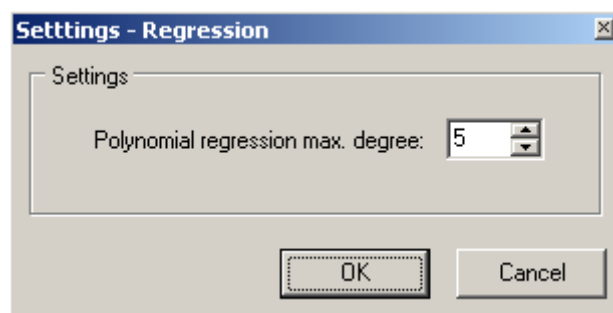 Setttings - Regression
Settings
Polynomial regression max. degree: 5
OK Cancel